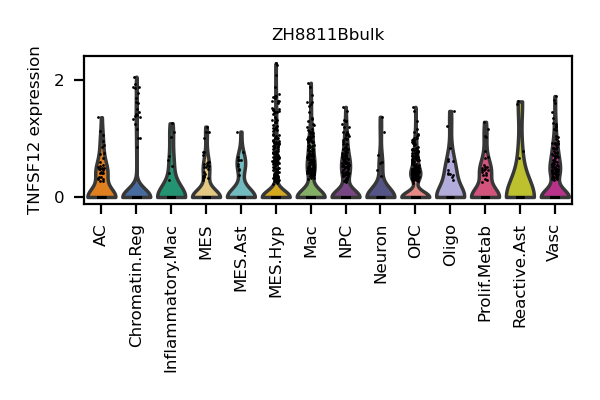 ZH8811Bbulk
TNFSF12 expression
2
0
AC
Chromatin.Reg
Inflammatory.Mac
MES
MES.Ast
MES.Hyp
Mac
NPC
Neuron
OPC
Oligo
Prolif.Metab
Reactive.Ast
Vasc